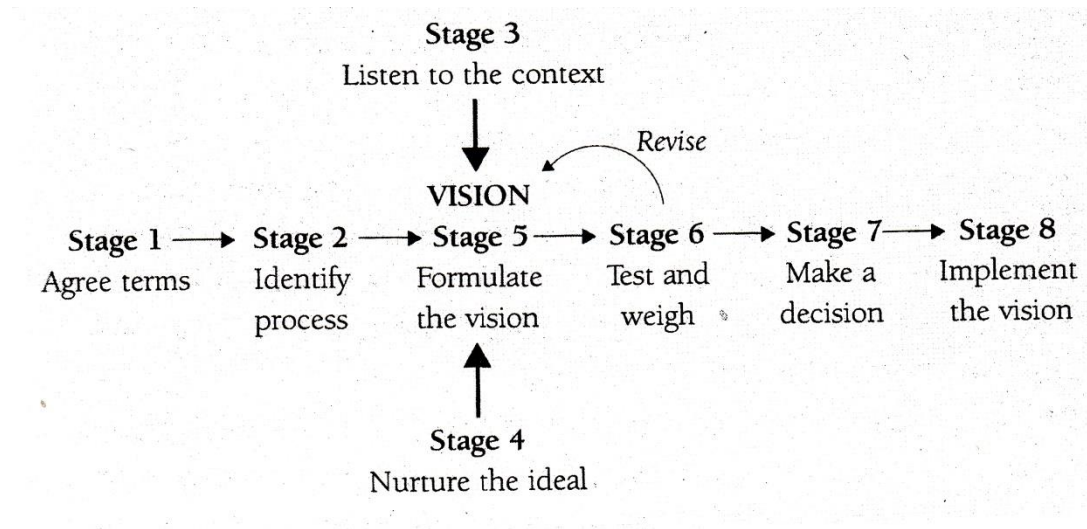 Stage 3
Listen to the context
Revise
VISION
Stage 1 Stage 2 Stage 5 Stage 6 Stage 7 Stage 8
Agree terms Identify Formulate Test and Make a Implement
process the vision weigh decision the vision
Stage 4
Nurture the ideal